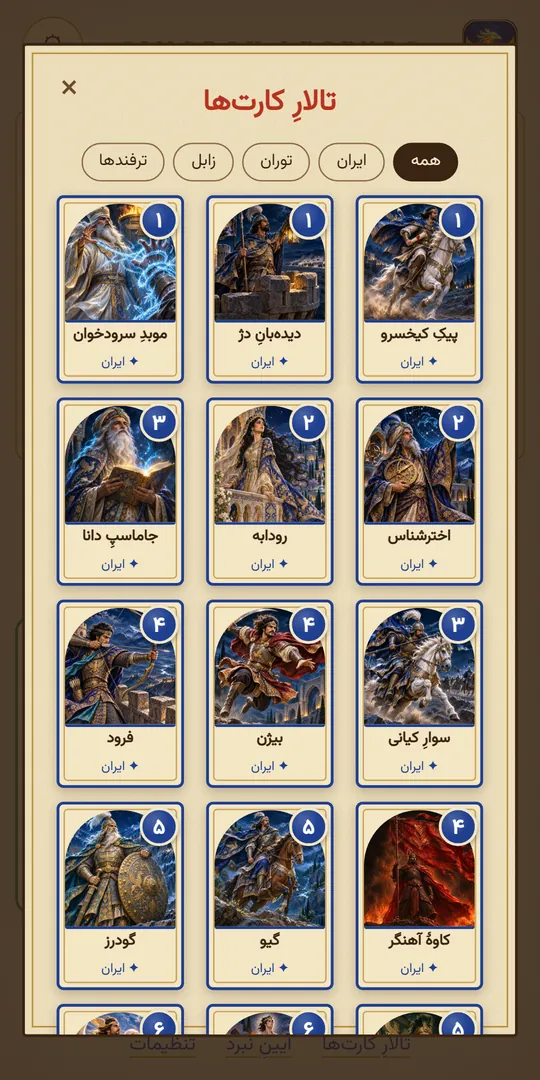 ×
تالارِ کارت‌ها
همه
ایران
توران
زابل
ترفندها
۱
پیکِ کیخسرو
✦ ایران
۱
دیده‌بانِ دژ
✦ ایران
۱
موبدِ سرودخوان
✦ ایران
۲
اخترشناس
✦ ایران
۲
رودابه
✦ ایران
۳
جاماسپِ دانا
✦ ایران
۳
سوارِ کیانی
✦ ایران
۴
بیژن
✦ ایران
۴
فرود
✦ ایران
۴
کاوهٔ آهنگر
✦ ایران
۵
گیو
✦ ایران
۵
گودرز
✦ ایران
۵
۶
۶
تالارِ کارت‌ها
آیین نبرد
تنظیمات